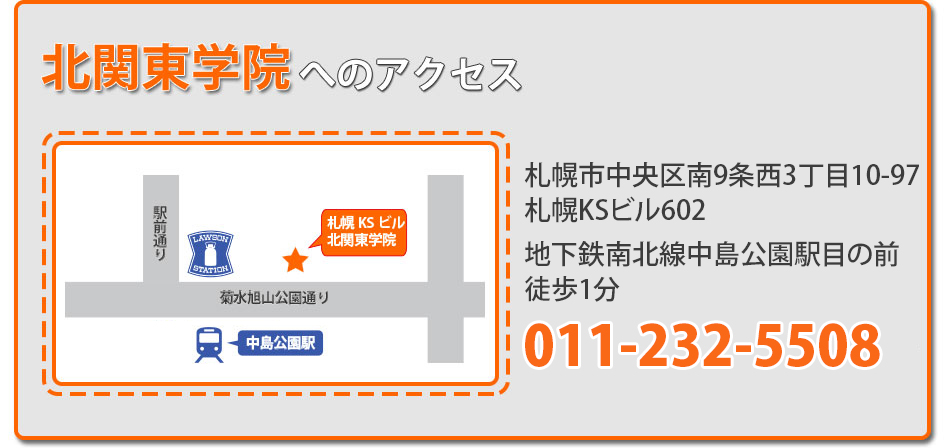 北関東学院へのアクセス
駅前通り
LAWSON
STATION
札幌 KS ビル
北関東学院
菊水旭山公園通り
中島公園駅
札幌市中央区南9条西3丁目10-97
札幌KSビル602
地下鉄南北線中島公園駅目の前
徒歩1分
011-232-5508